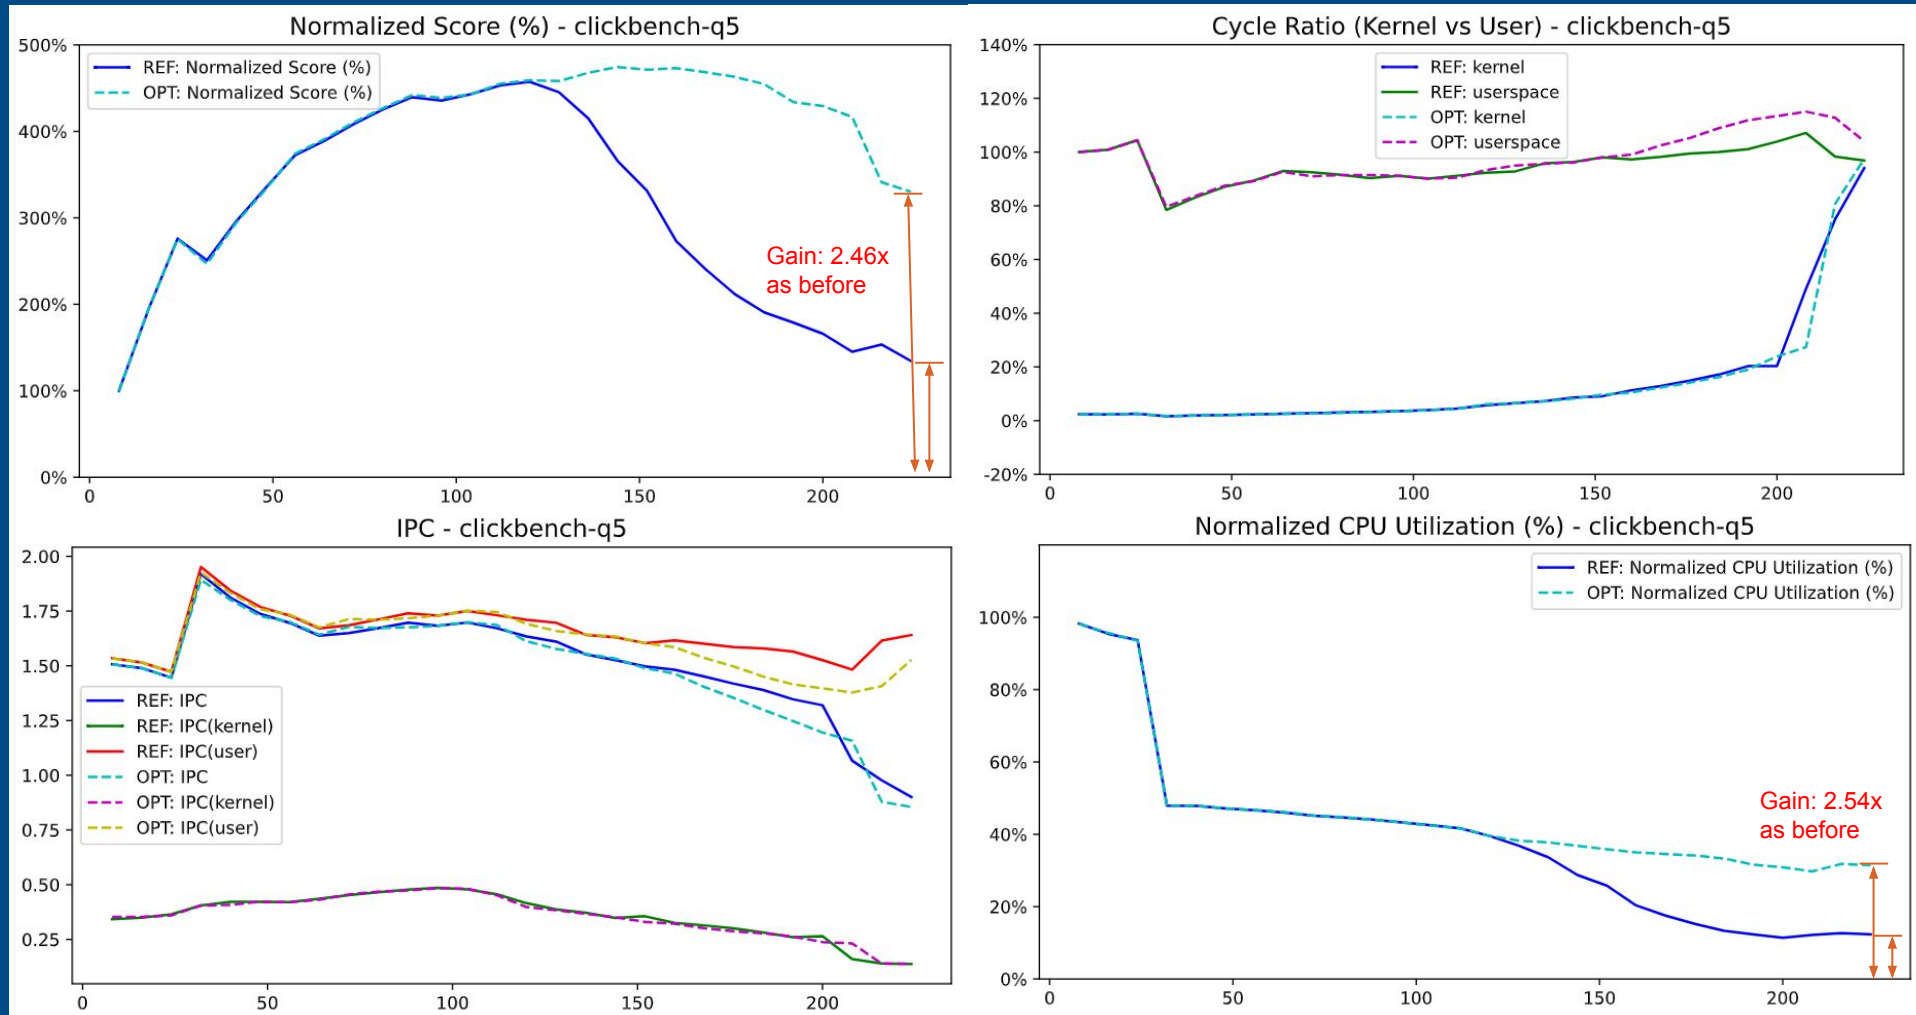 Normalized Score (%) - clickbench-q5
500%
400%
300%
200%
100%
0%
REF: Normalized Score (%)
OPT: Normalized Score (%)
Gain: 2.46x
as before
0 50 100 150 200
Cycle Ratio (Kernel vs User) - clickbench-q5
140%
120%
100%
80%
60%
40%
20%
0%
-20%
REF: kernel
REF: userspace
OPT: kernel
OPT: userspace
0 50 100 150 200
IPC - clickbench-q5
2.00
1.75
1.50
1.25
1.00
0.75
0.50
0.25
REF: IPC
REF: IPC(kernel)
REF: IPC(user)
OPT: IPC
OPT: IPC(kernel)
OPT: IPC(user)
0 50 100 150 200
Normalized CPU Utilization (%) - clickbench-q5
100%
80%
60%
40%
20%
0%
REF: Normalized CPU Utilization (%)
OPT: Normalized CPU Utilization (%)
Gain: 2.54x
as before
0 50 100 150 200